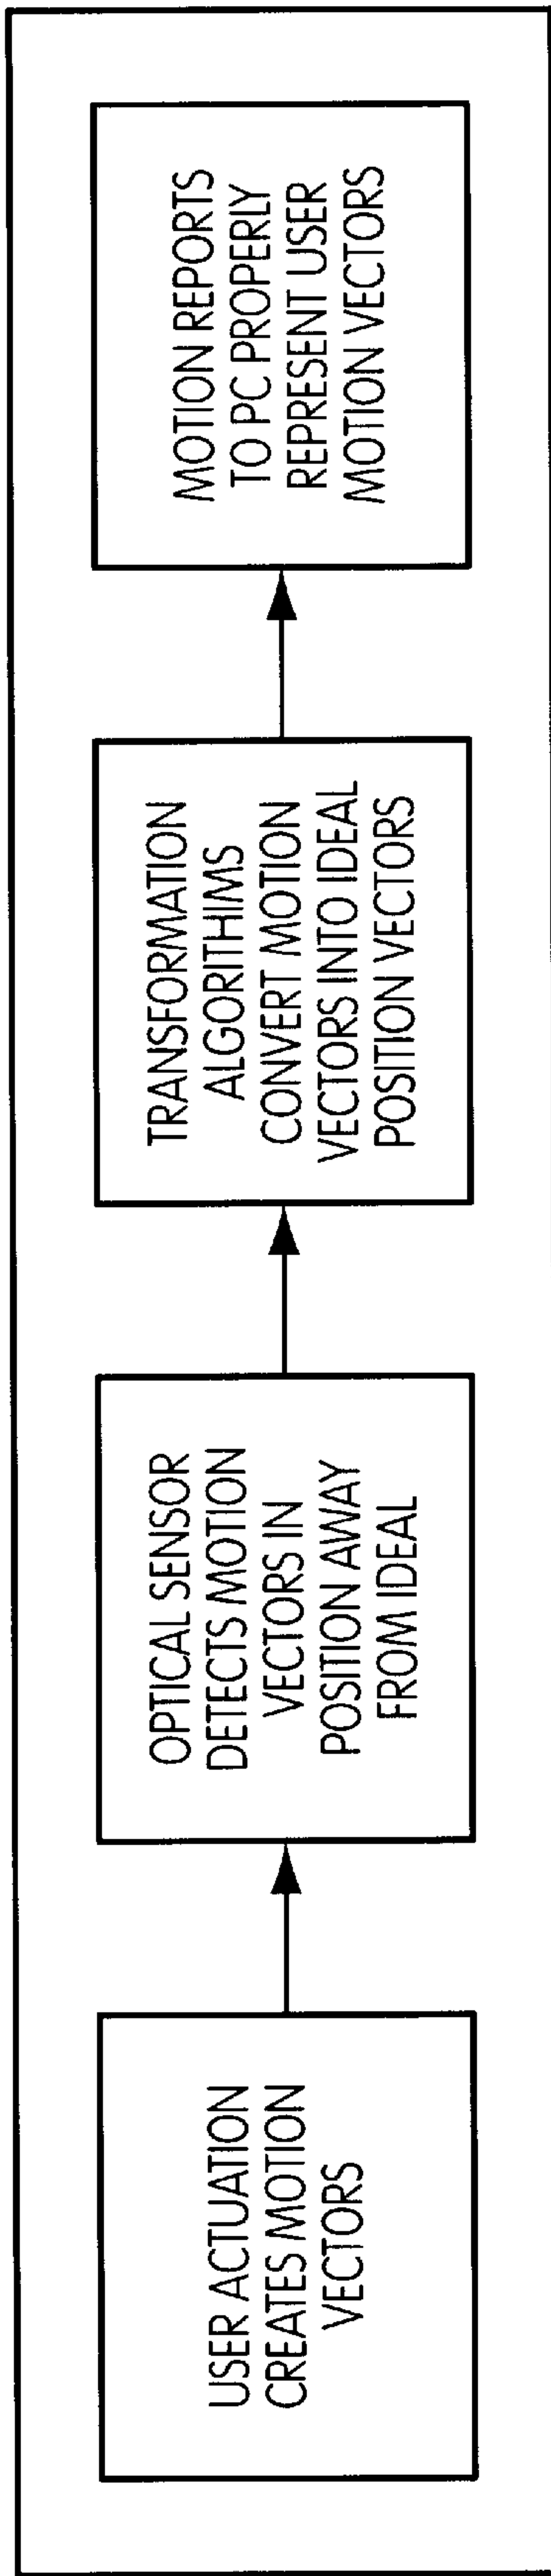 USER ACTUATION
CREATES MOTION
VECTORS
OPTICAL SENSOR
DETECTS MOTION
VECTORS IN
POSITION AWAY
FROM IDEAL
TRANSFORMATION
ALGORITHIMS
CONVERT MOTION
VECTORS INTO IDEAL
POSITION VECTORS
MOTION REPORTS
TO PC PROPERLY
REPRESENT USER
MOTION VECTORS